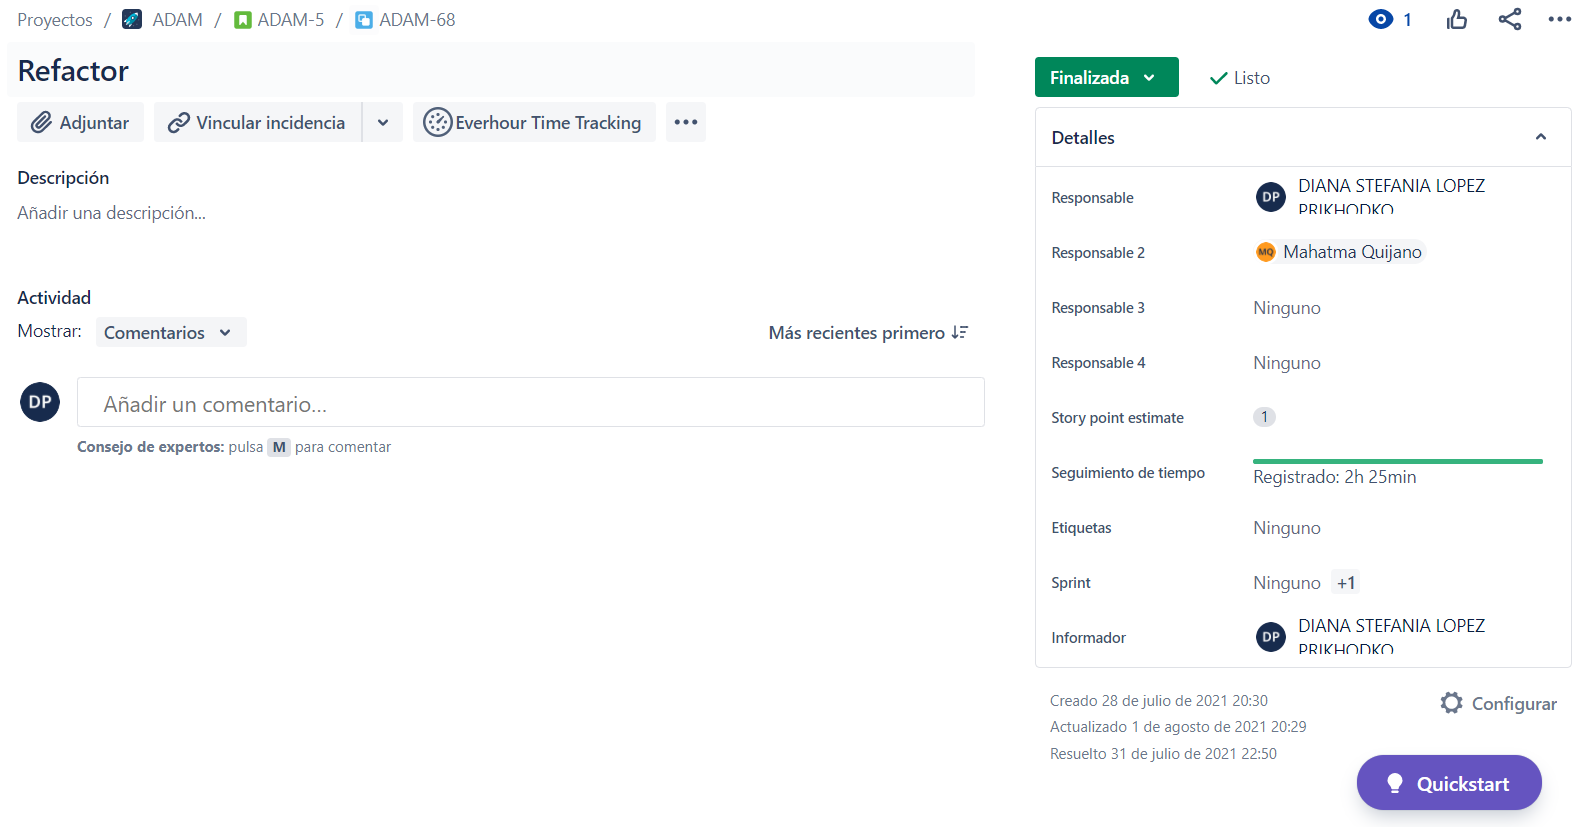 Proyectos / ADAM / ADAM-5 / ADAM-68
1
Refactor
Finalizada
Listo
Adjuntar
Vincular incidencia
Everhour Time Tracking
Detalles
Descripción
Añadir una descripción...
Responsable
DP
DIANA STEFANIA LOPEZ
PRIKHODKO
Responsable 2
MQ
Mahatma Quijano
Actividad
Mostrar:
Comentarios
Más recientes primero
Responsable 3
Ninguno
Responsable 4
Ninguno
DP
Añadir un comentario...
Consejo de expertos: pulsa M para comentar
Story point estimate
1
Seguimiento de tiempo
Registrado: 2h 25min
Etiquetas
Ninguno
Sprint
Ninguno +1
Informador
DP
DIANA STEFANIA LOPEZ
PRIKHODKO
Creado 28 de julio de 2021 20:30
Configurar
Actualizado 1 de agosto de 2021 20:29
Resuelto 31 de julio de 2021 22:50
Quickstart